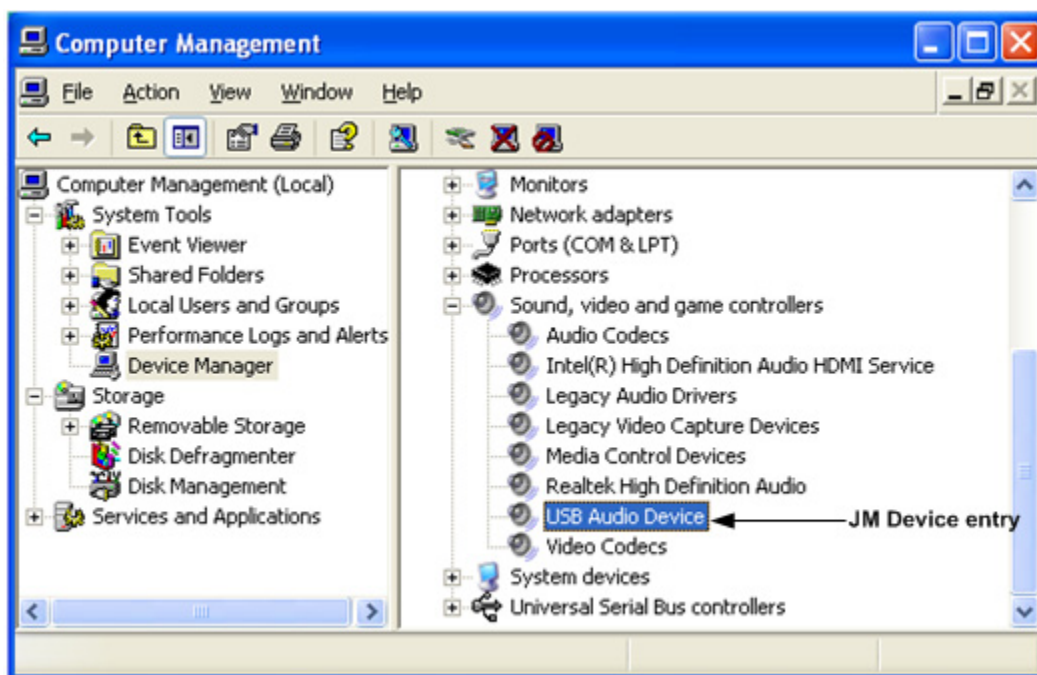 Computer Management
File Action View Window Help
Computer Management (Local)
System Tools
Event Viewer
Shared Folders
Local Users and Groups
Performance Logs and Alerts
Device Manager
Storage
Removable Storage
Disk Defragmenter
Disk Management
Services and Applications
Monitors
Network adapters
Ports (COM & LPT)
Processors
Sound, video and game controllers
Audio Codecs
Intel(R) High Definition Audio HDMI Service
Legacy Audio Drivers
Legacy Video Capture Devices
Media Control Devices
Realtek High Definition Audio
USB Audio Device JM Device entry
Video Codecs
System devices
Universal Serial Bus controllers